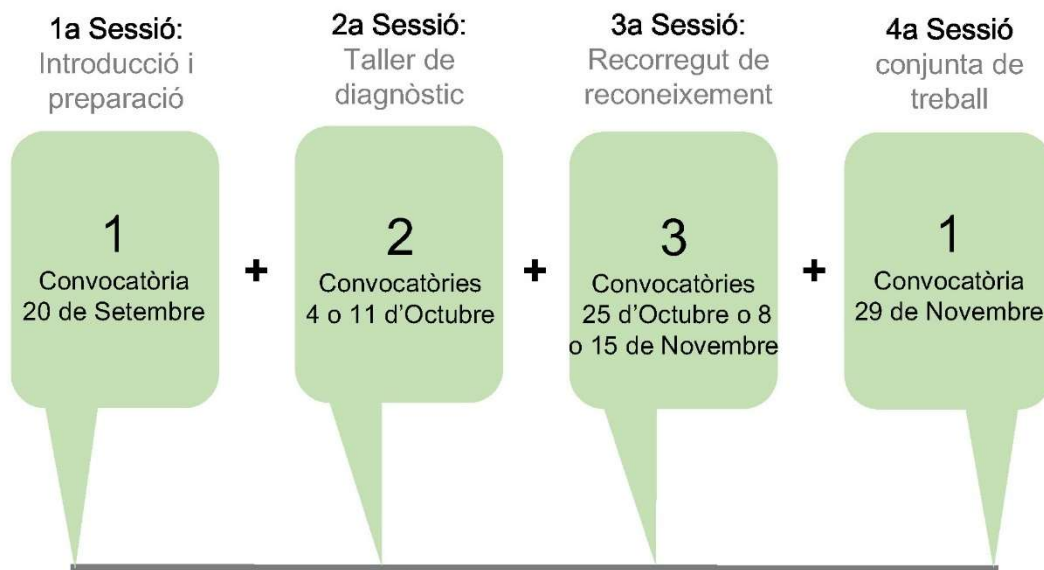 1a Sessió:
Introducció i
preparació
1
Convocatòria
20 de Setembre
+
2a Sessió:
Taller de
diagnòstic
2
Convocatòries
4 o 11 d’Octubre
+
3a Sessió:
Recorregut de
reconeixement
3
Convocatòries
25 d’Octubre o 8
o 15 de Novembre
+
4a Sessió
conjunta de
treball
1
Convocatòria
29 de Novembre